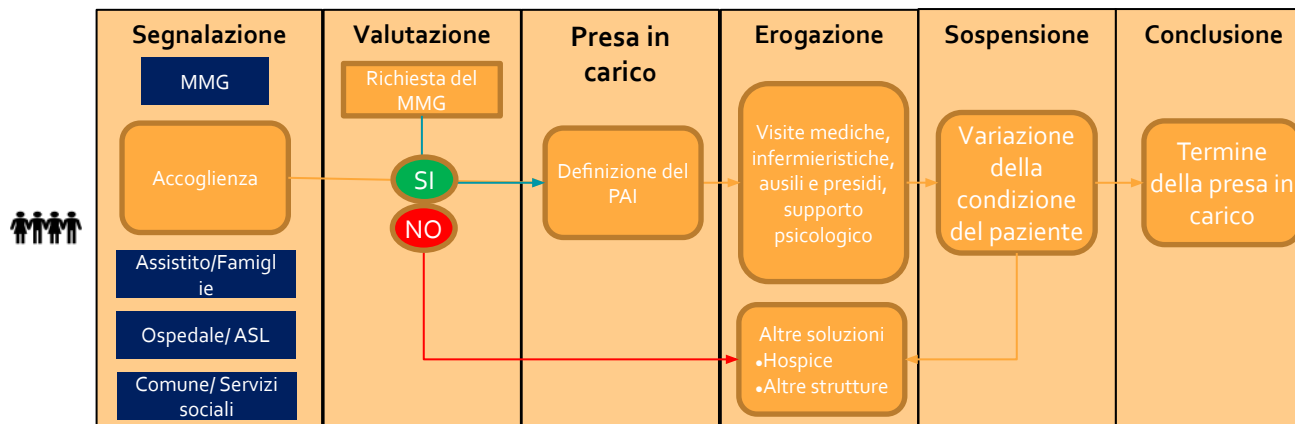 Segnalazione
MMG
Accoglienza
Assistito/Famigl
ie
Ospedale/ ASL
Comune/ Servizi
sociali
Valutazione
Richiesta del
MMG
SI
NO
Presa in
carico
Definizione del
PAI
Erogazione
Visite mediche,
infermieristiche,
ausili e presidi,
supporto
psicologico
Altre soluzioni
•Hospice
•Altre strutture
Sospensione
Variazione
della
condizione
del paziente
Conclusione
Termine
della presa in
carico